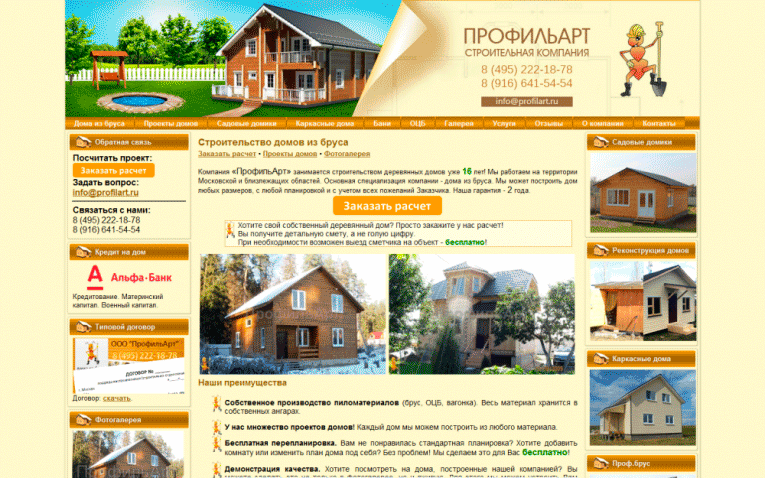 ПРОФИЛЬАРТ
СТРОИТЕЛЬНАЯ КОМПАНИЯ
8 (495) 222-18-78
8 (916) 641-54-54
info@profilart.ru
Дома из бруса Проекты домов Садовые домики Каркасные дома Бани ОЦБ Галерея Услуги Отзывы О компании Контакты
Обратная связь
Посчитать проект:
Заказать расчет
Задать вопрос:
info@profilart.ru
Связаться с нами:
8 (495) 222-18-78
8 (916) 641-54-54
Кредит на дом
Альфа·Банк
Кредитование. Материнский
капитал. Военный капитал.
Типовой договор
ООО "ПрофильАрт"
8 (495) 222-18-78
ДОГОВОР №
Договор: скачать.
Фотогалерея
Строительство домов из бруса
Заказать расчет • Проекты домов • Фотогалерея
Компания «ПрофильАрт» занимается строительством деревянных домов уже 16 лет! Мы работаем на территории
Московской и близлежащих областей. Основная специализация компании - дома из бруса. Мы может построить дом
любых размеров, с любой планировкой и с учетом всех пожеланий Заказчика. Наша гарантия - 2 года.
Заказать расчет
Хотите свой собственный деревянный дом? Просто закажите у нас расчет!
Вы получите детальную смету, а не голую цифру.
При необходимости возможен выезд сметчика на объект - бесплатно!
Наши преимущества
Собственное производство пиломатериалов (брус, ОЦБ, вагонка). Весь материал хранится в
собственных ангарах.
У нас множество проектов домов! Каждый дом мы можем построить из любого материала.
Бесплатная перепланировка. Вам не понравилась стандартная планировка? Хотите добавить
комнату или изменить план дома под себя? Без проблем! Мы сделаем это для Вас бесплатно!
Демонстрация качества. Хотите посмотреть на дома, построенные нашей компанией? Вы
Садовые домики
Реконструкция домов
Каркасные дома
Проф.брус